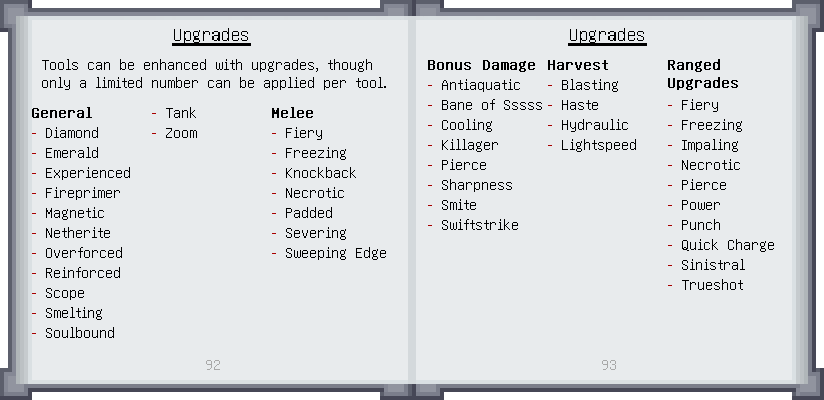 Upgrades
Tools can be enhanced with upgrades, though
only a limited number can be applied per tool.
General
- Diamond
- Emerald
- Experienced
- Fireprimer
- Magnetic
- Netherite
- Overforced
- Reinforced
- Scope
- Smelting
- Soulbound
- Tank
- Zoom
Melee
- Fiery
- Freezing
- Knockback
- Necrotic
- Padded
- Severing
- Sweeping Edge
92
Upgrades
Bonus Damage
- Antiaquatic
- Bane of Sssss
- Cooling
- Killager
- Pierce
- Sharpness
- Smite
- Swiftstrike
Harvest
- Blasting
- Haste
- Hydraulic
- Lightspeed
Ranged
Upgrades
- Fiery
- Freezing
- Impaling
- Necrotic
- Pierce
- Power
- Punch
- Quick Charge
- Sinistral
- Trueshot
93